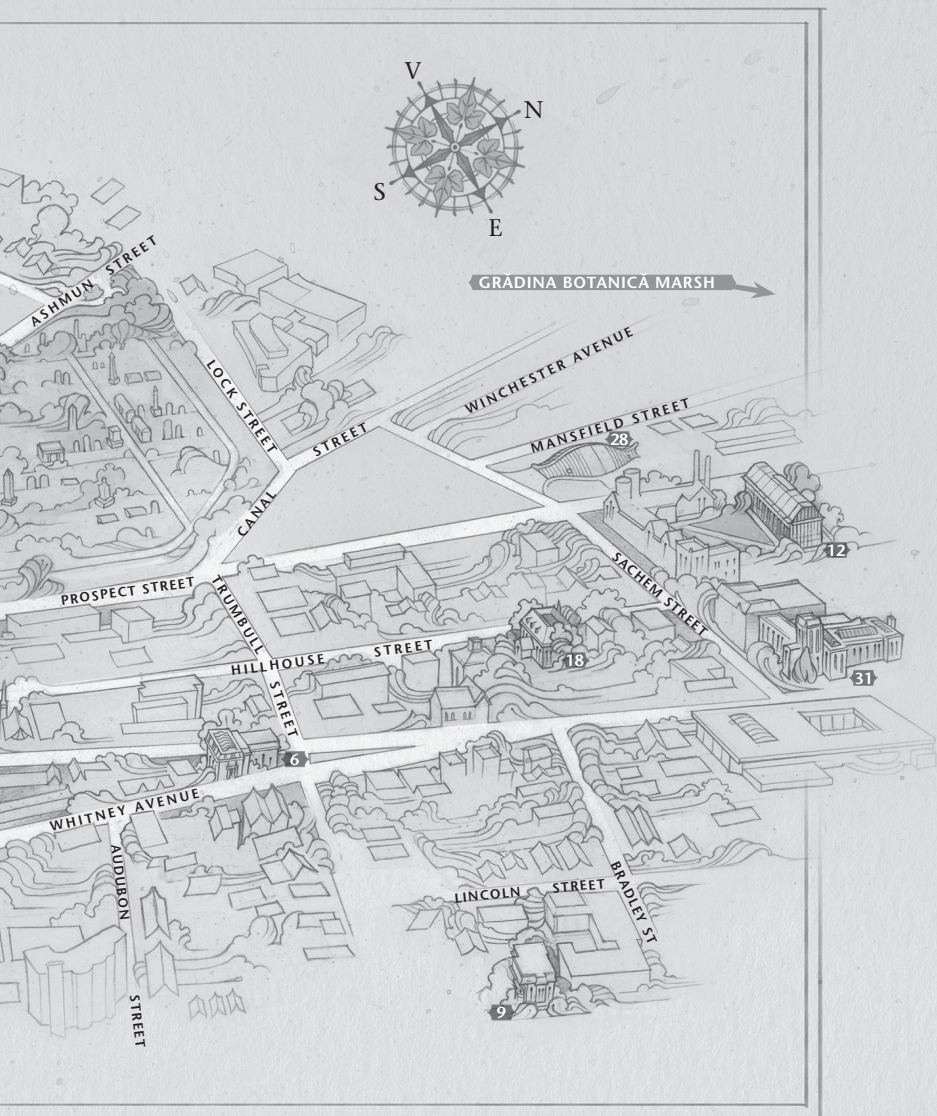 V
N
S
E
GRĂDINA BOTANICĂ MARSH
ASHMUN STREET
WINCHESTER AVENUE
LOCK STREET
MANSFIELD STREET
28
CANAL STREET
12
PROSPECT STREET
SACHEM STREET
TRUMBULL STREET
HILLHOUSE STREET
18
31
6
WHITNEY AVENUE
AUDUBON STREET
LINCOLN STREET
BRADLEY ST
9